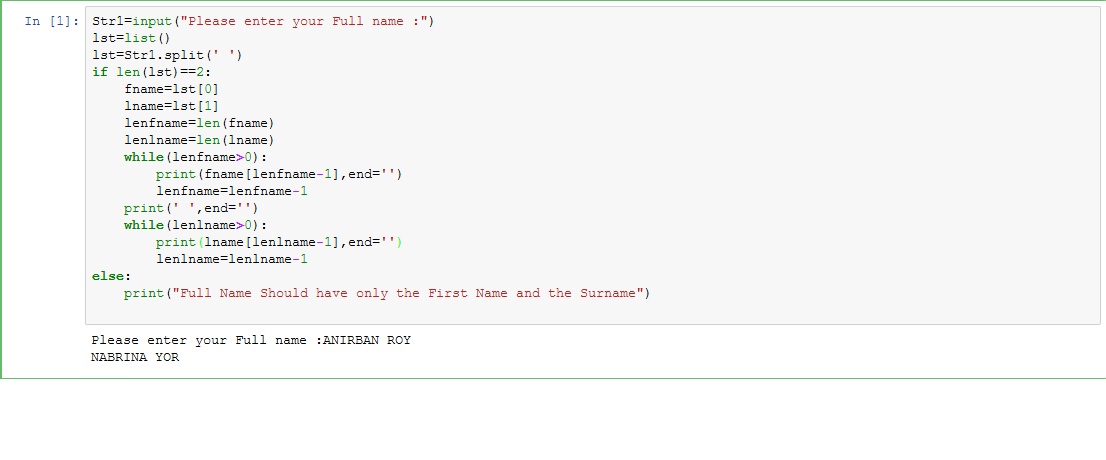 In [1]: Str1=input("Please enter your Full name :")
lst=list()
lst=Str1.split(' ')
if len(lst)==2:
    fname=lst[0]
    lname=lst[1]
    lenfname=len(fname)
    lenlname=len(lname)
    while(lenfname>0):
        print(fname[lenfname-1],end='')
        lenfname=lenfname-1
    print(' ',end='')
    while(lenlname>0):
        print(lname[lenlname-1],end='')
        lenlname=lenlname-1
else:
    print("Full Name Should have only the First Name and the Surname")
Please enter your Full name :ANIRBAN ROY
NABRINA YOR